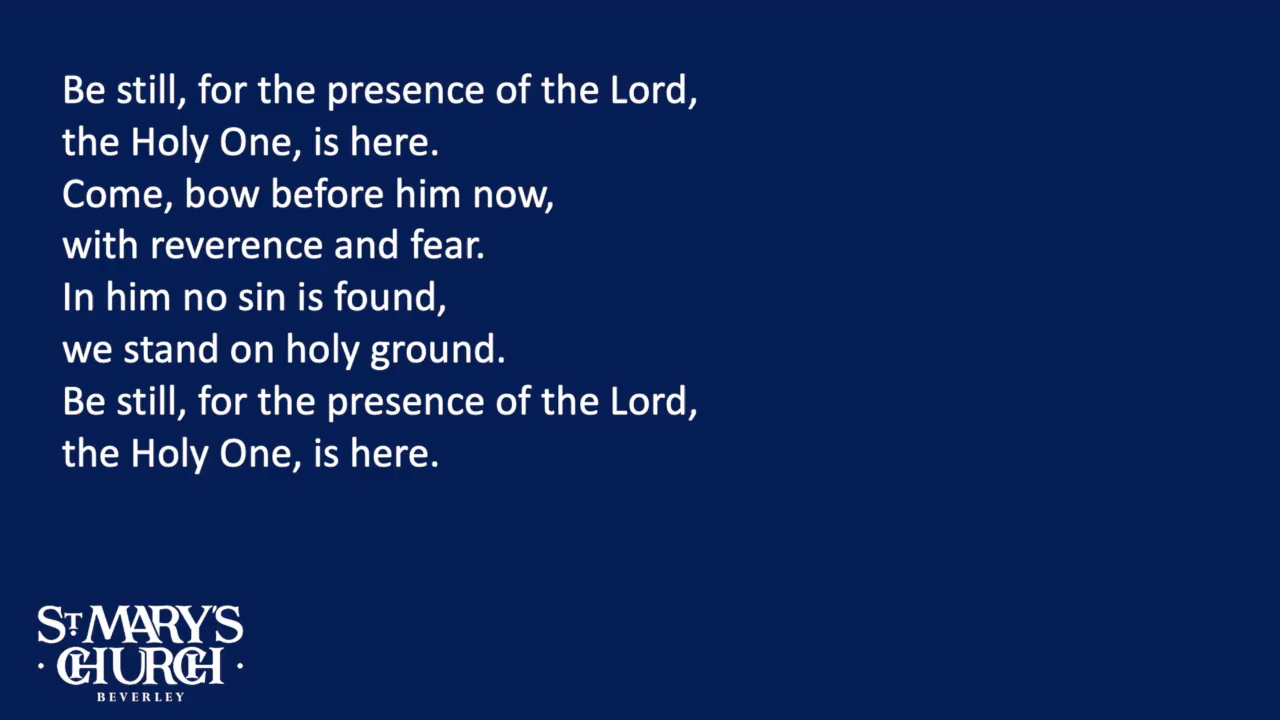 Be still, for the presence of the Lord,
the Holy One, is here.
Come, bow before him now,
with reverence and fear.
In him no sin is found,
we stand on holy ground.
Be still, for the presence of the Lord,
the Holy One, is here.
ST MARY'S
· CHURCH ·
BEVERLEY